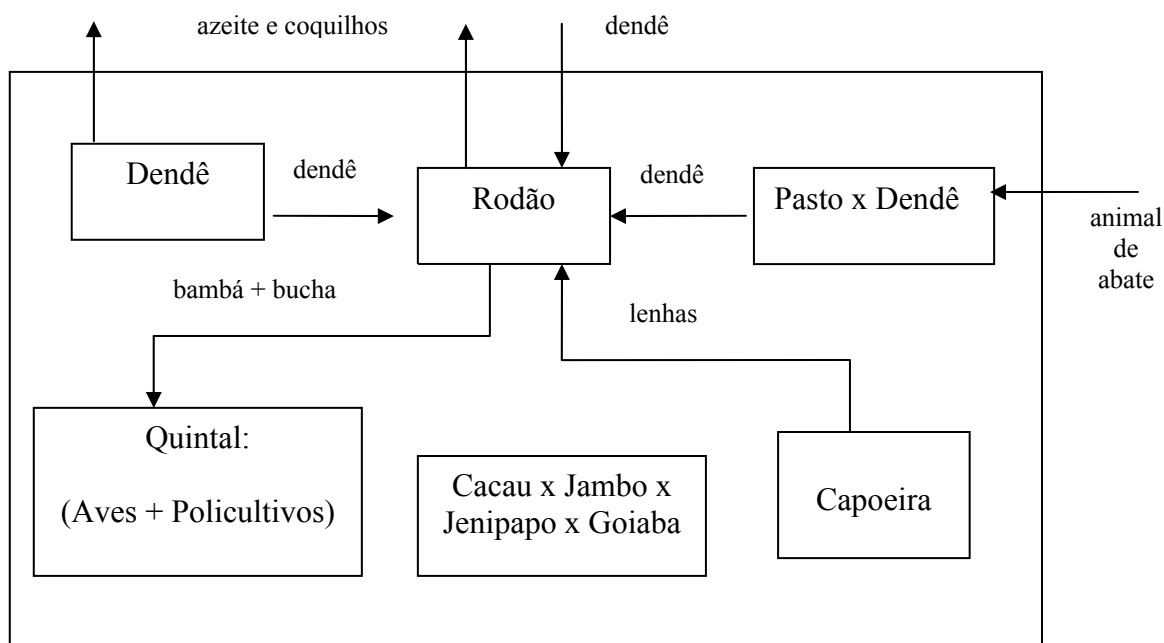 azeite e coquilhos
dendê
Dendê
dendê
Rodão
dendê
Pasto x Dendê
animal
de
abate
bambá + bucha
lenhas
Quintal:
(Aves + Policultivos)
Cacau x Jambo x
Jenipapo x Goiaba
Capoeira